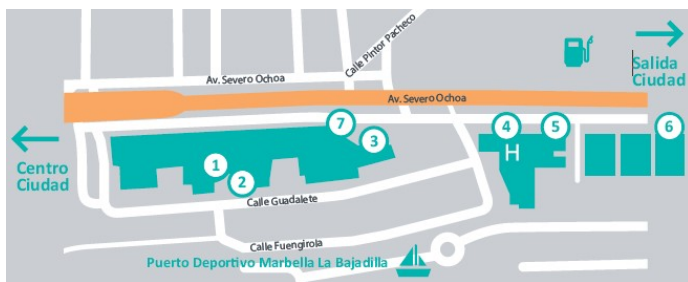 Calle Pintor Pacheco
Salida
Ciudad
Av. Severo Ochoa
Av. Severo Ochoa
7
3
4
5
6
H
Centro
Ciudad
1
2
Calle Guadalete
Calle Fuengirola
Puerto Deportivo Marbella La Bajadilla